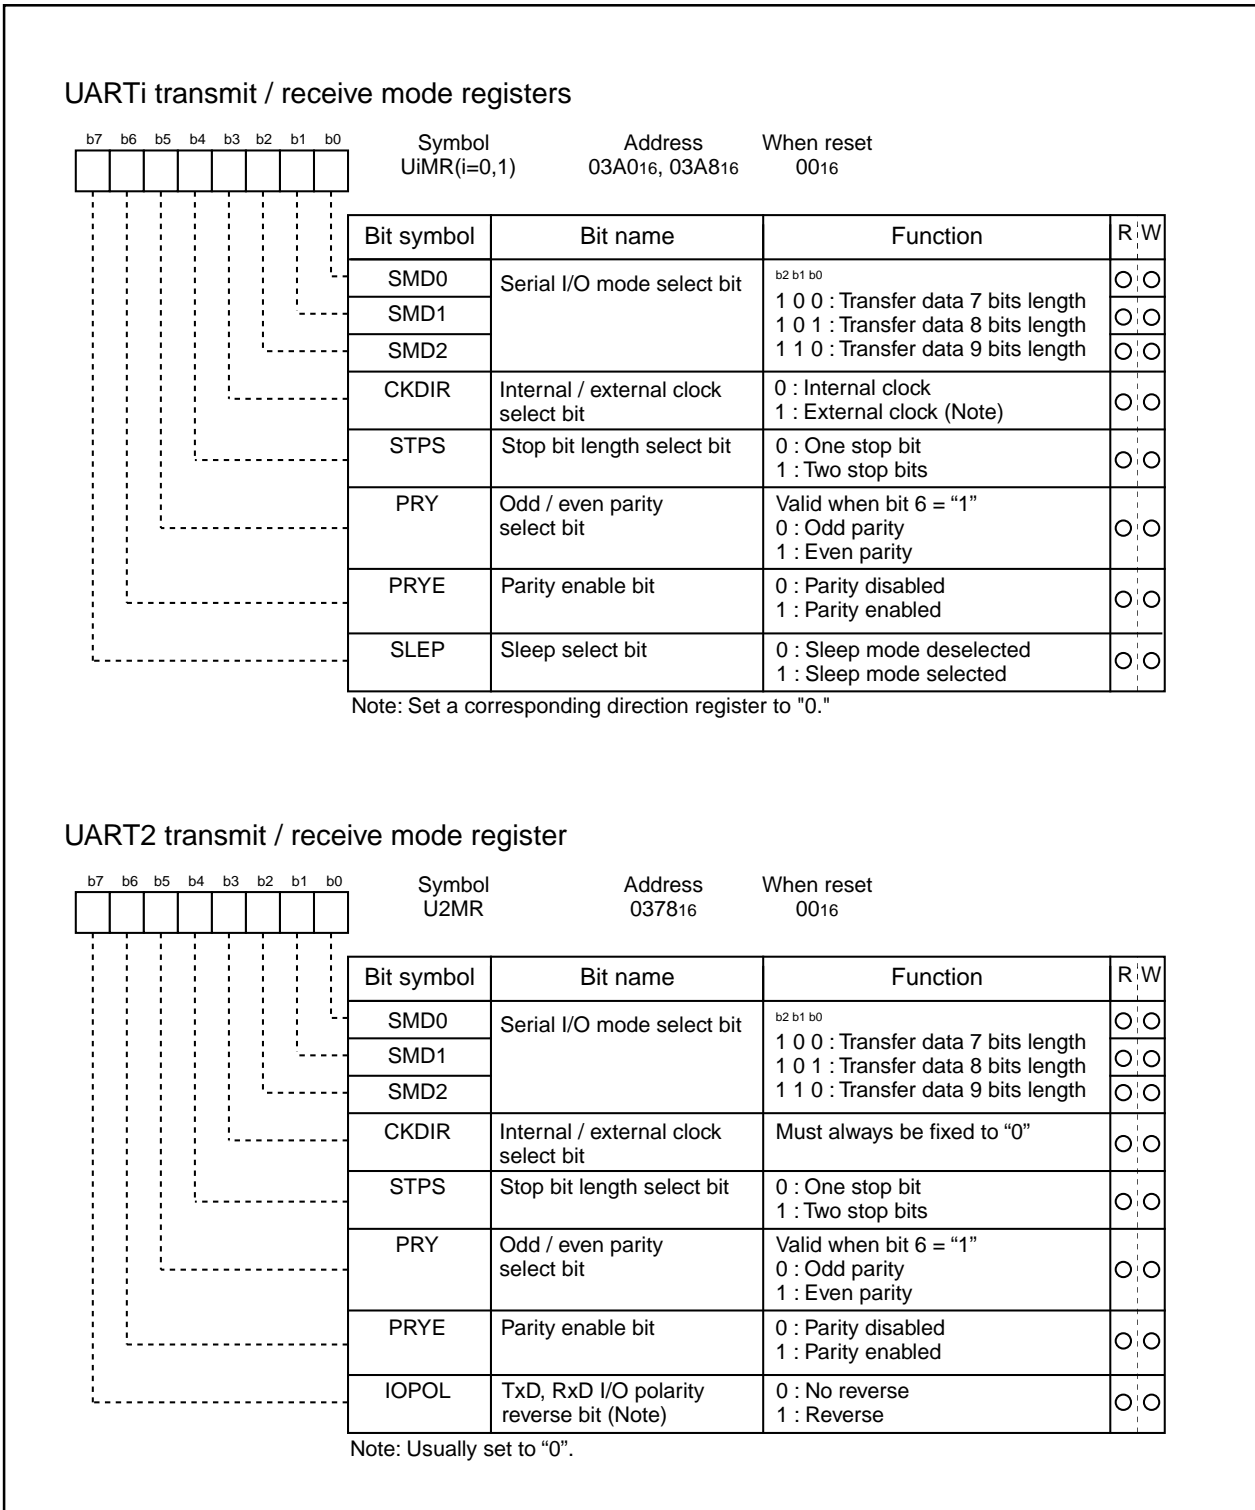 UARTi transmit / receive mode registers
b7 b6 b5 b4 b3 b2 b1 b0
Symbol Address When reset
UiMR(i=0,1) 03A016, 03A816 0016
Bit symbol Bit name Function R W
SMD0 Serial I/O mode select bit b2 b1 b0
1 0 0 : Transfer data 7 bits length
SMD1
1 0 1 : Transfer data 8 bits length
SMD2 1 1 0 : Transfer data 9 bits length
CKDIR Internal / external clock 0 : Internal clock
select bit 1 : External clock (Note)
STPS Stop bit length select bit 0 : One stop bit
1 : Two stop bits
PRY Odd / even parity Valid when bit 6 = “1”
select bit 0 : Odd parity
1 : Even parity
PRYE Parity enable bit 0 : Parity disabled
1 : Parity enabled
SLEP Sleep select bit 0 : Sleep mode deselected
1 : Sleep mode selected
Note: Set a corresponding direction register to "0."
UART2 transmit / receive mode register
b7 b6 b5 b4 b3 b2 b1 b0
Symbol Address When reset
U2MR 037816 0016
Bit symbol Bit name Function R W
SMD0 Serial I/O mode select bit b2 b1 b0
1 0 0 : Transfer data 7 bits length
SMD1
1 0 1 : Transfer data 8 bits length
SMD2 1 1 0 : Transfer data 9 bits length
CKDIR Internal / external clock Must always be fixed to “0”
select bit
STPS Stop bit length select bit 0 : One stop bit
1 : Two stop bits
PRY Odd / even parity Valid when bit 6 = “1”
select bit 0 : Odd parity
1 : Even parity
PRYE Parity enable bit 0 : Parity disabled
1 : Parity enabled
IOPOL TxD, RxD I/O polarity 0 : No reverse
reverse bit (Note) 1 : Reverse
Note: Usually set to “0”.